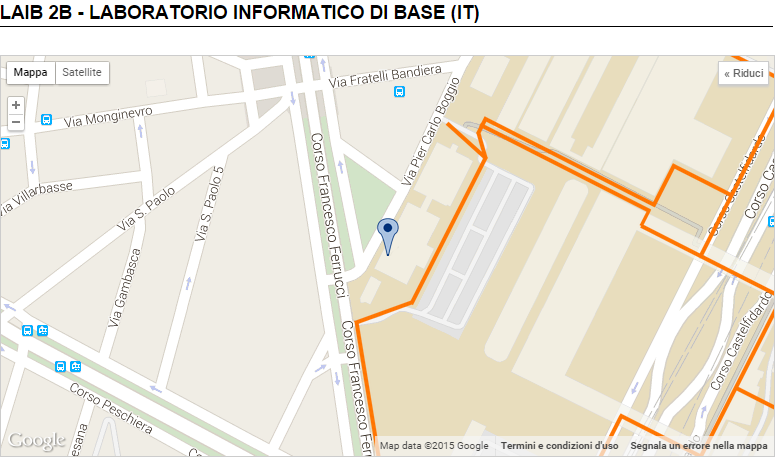 LAIB 2B - LABORATORIO INFORMATICO DI BASE (IT)
Mappa
Satellite
« Riduci
+
−
Via Fratelli Bandiera
Via Monginevro
Via Pier Carlo Boggio
Corso Francesco Ferrucci
Via Villarbasse
Via S. Paolo
Via S. Paolo 5
Corso Castelfidardo
Corso Ca
Via Gambasca
Corso Francesco Ferrucci
Corso Castelfidardo
Corso Peschiera
esana
Google
Map data ©2015 Google
Termini e condizioni d'uso
Segnala un errore nella mappa